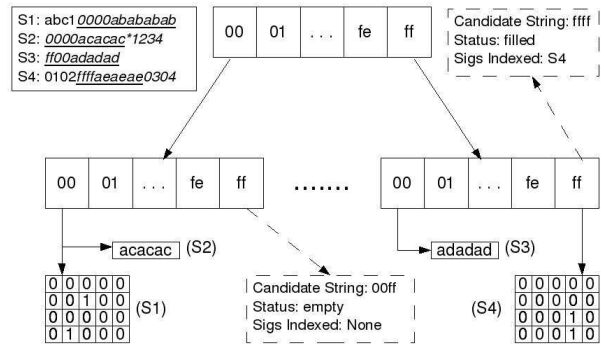 S1: abc1 0000abababab
S2: 0000acacac*1234
S3: ff00adadad
S4: 0102ffffaeaeae0304
00 01 . . . fe ff
Candidate String: ffff
Status: filled
Sigs Indexed: S4
00 01 . . . fe ff
.......
00 01 . . . fe ff
acacac (S2)
adadad (S3)
0 0 0 0 0
0 0 1 0 0
0 0 0 0 0
0 1 0 0 0
(S1)
Candidate String: 00ff
Status: empty
Sigs Indexed: None
(S4)
0 0 0 0 0
0 0 0 0 0
0 0 0 1 0
0 0 0 1 0